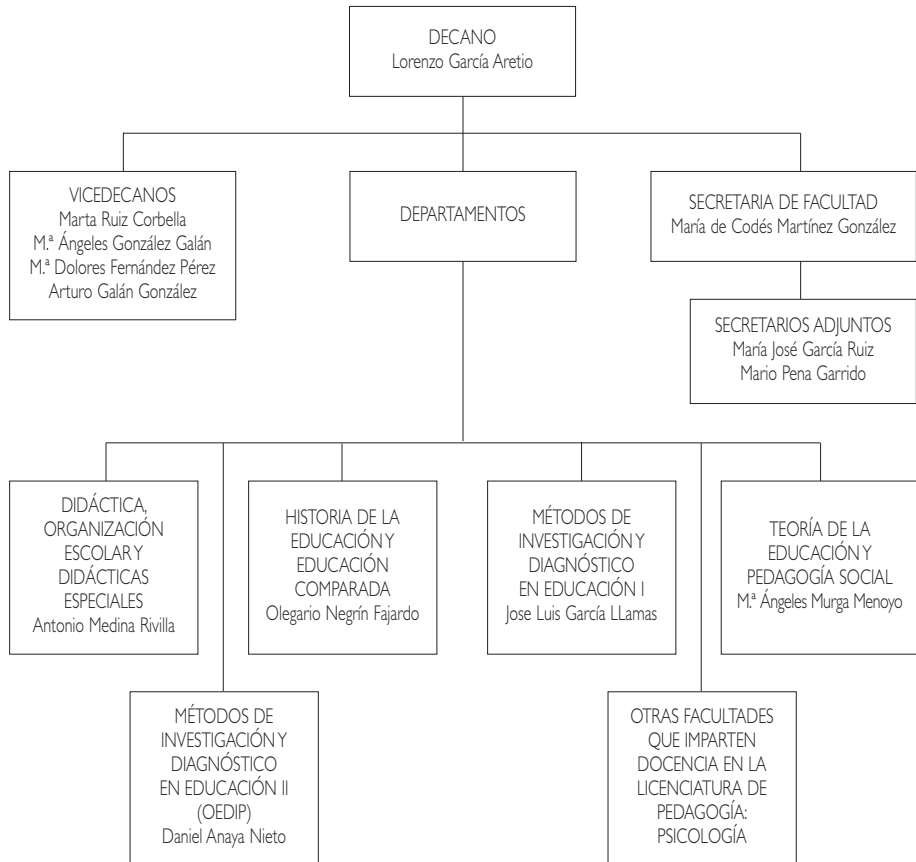 DECANO
Lorenzo García Aretio
VICEDECANOS
Marta Ruiz Corbella
M.ª Ángeles González Galán
M.ª Dolores Fernández Pérez
Arturo Galán González
DEPARTAMENTOS
SECRETARIA DE FACULTAD
María de Codés Martínez González
SECRETARIOS ADJUNTOS
María José García Ruiz
Mario Pena Garrido
DIDÁCTICA,
ORGANIZACIÓN
ESCOLAR Y
DIDÁCTICAS
ESPECIALES
Antonio Medina Rivilla
HISTORIA DE LA
EDUCACIÓN Y
EDUCACIÓN
COMPARADA
Olegario Negrín Fajardo
MÉTODOS DE
INVESTIGACIÓN Y
DIAGNÓSTICO
EN EDUCACIÓN I
Jose Luis García LLamas
TEORÍA DE LA
EDUCACIÓN Y
PEDAGOGÍA SOCIAL
M.ª Ángeles Murga Menoyo
MÉTODOS DE
INVESTIGACIÓN Y
DIAGNÓSTICO
EN EDUCACIÓN II
(OEDIP)
Daniel Anaya Nieto
OTRAS FACULTADES
QUE IMPARTEN
DOCENCIA EN LA
LICENCIATURA DE
PEDAGOGÍA:
PSICOLOGÍA